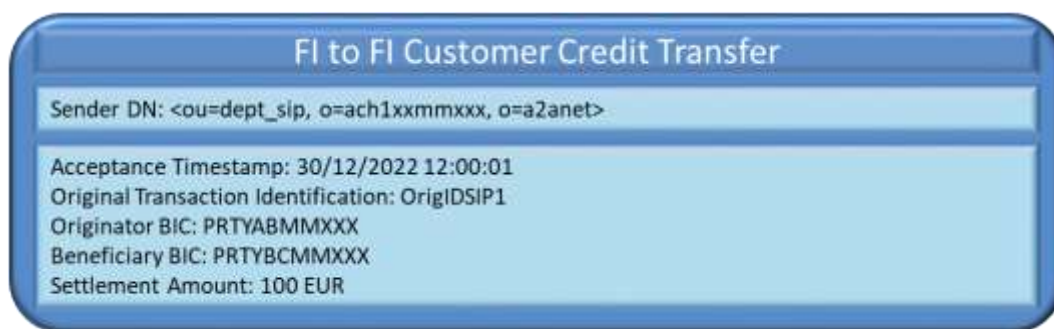 FI to FI Customer Credit Transfer
Sender DN: <ou=dept_sip, o=ach1xxmmxxx, o=a2anet>
Acceptance Timestamp: 30/12/2022 12:00:01
Original Transaction Identification: OrigIDSIP1
Originator BIC: PRTYABMMXXX
Beneficiary BIC: PRTYBCMMXXX
Settlement Amount: 100 EUR